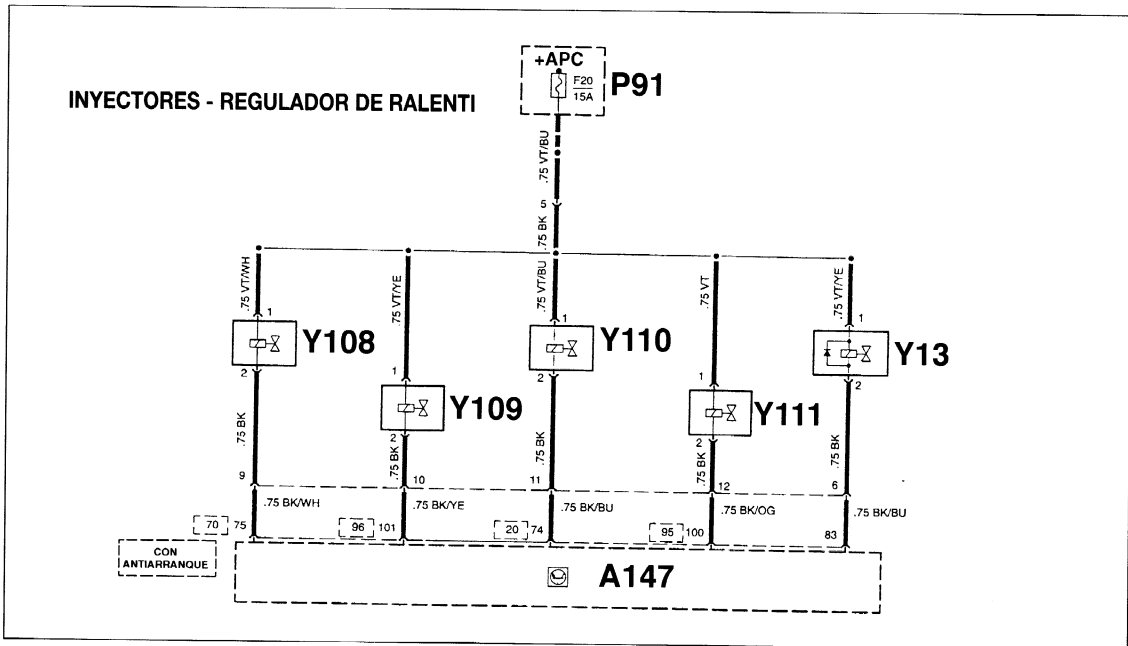 +APC
F20
15A
P91
INYECTORES - REGULADOR DE RALENTI
.75 VT/BU
5
.75 BK
.75 VT/WH
.75 VT/YE
.75 VT/BU
.75 VT
.75 VT/YE
1
Y108
2
1
Y109
2
1
Y110
2
1
Y111
2
1
Y13
2
.75 BK
.75 BK
.75 BK
.75 BK
.75 BK
9
10
11
12
6
.75 BK/WH
.75 BK/YE
.75 BK/BU
.75 BK/OG
.75 BK/BU
70 75
96 101
20 74
95 100
83
CON
ANTIARRANQUE
A147